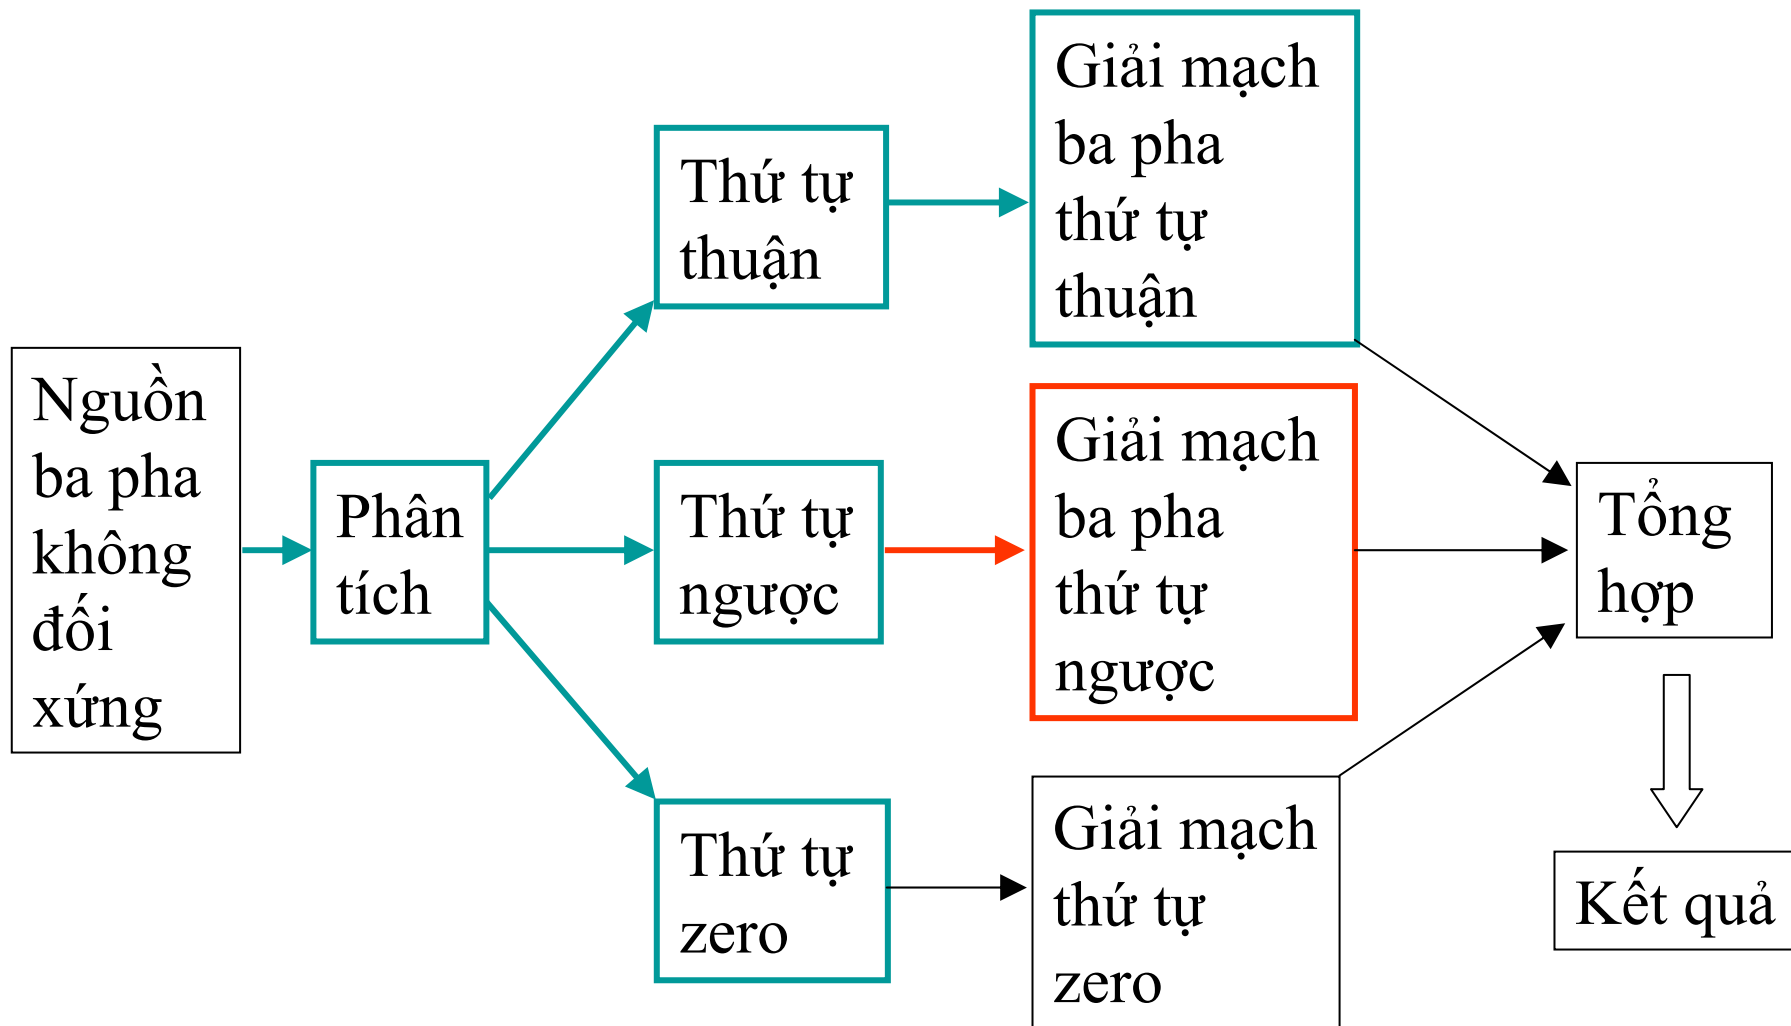 Nguồn
ba pha
không
đối
xứng
Phân
tích
Thứ tự
thuận
Thứ tự
ngược
Thứ tự
zero
Giải mạch
ba pha
thứ tự
thuận
Giải mạch
ba pha
thứ tự
ngược
Giải mạch
thứ tự
zero
Tổng
hợp
Kết quả